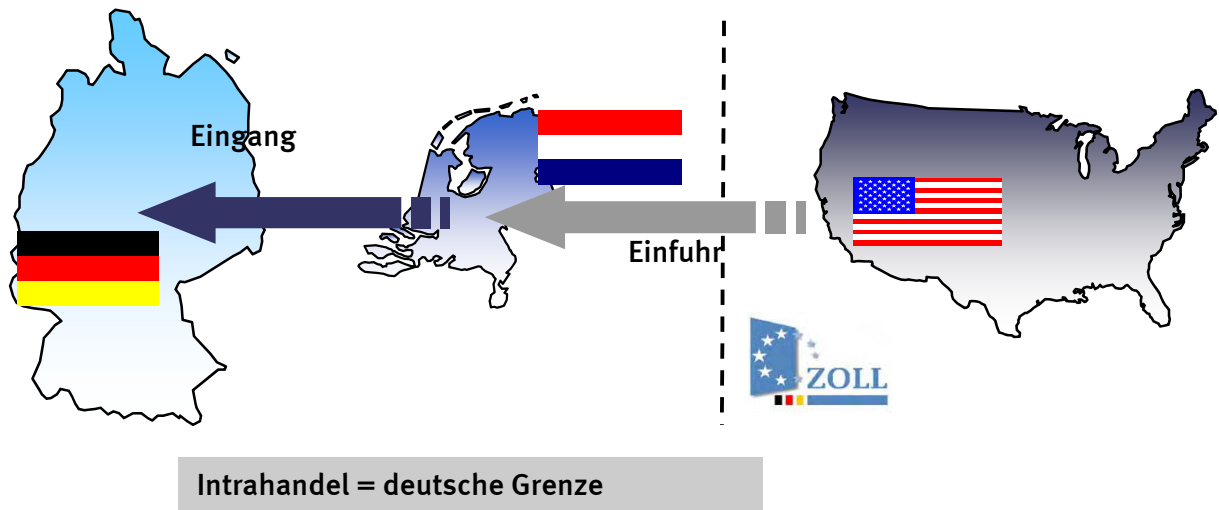 Eingang
Einfuhr
ZOLL
Intrahandel = deutsche Grenze